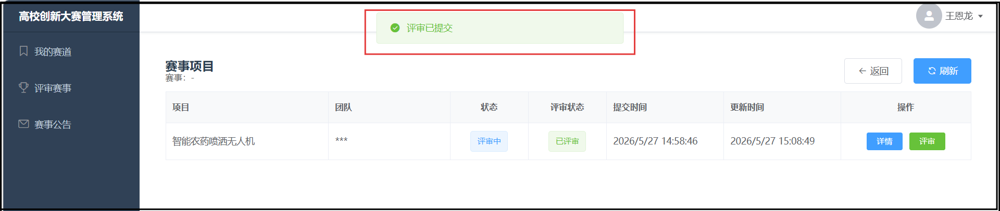 高校创新大赛管理系统
评审已提交
王恩龙
我的赛道
评审赛事
赛事公告
赛事项目
赛事：-
返回
刷新
项目 团队 状态 评审状态 提交时间 更新时间 操作
智能农药喷洒无人机 *** 评审中 已评审 2026/5/27 14:58:46 2026/5/27 15:08:49 详情 评审